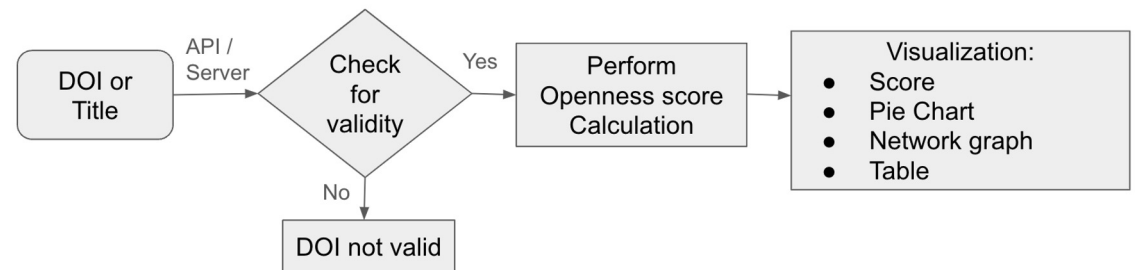 DOI or
Title
API /
Server
Check
for
validity
Yes
Perform
Openness score
Calculation
Visualization:
● Score
● Pie Chart
● Network graph
● Table
No
DOI not valid